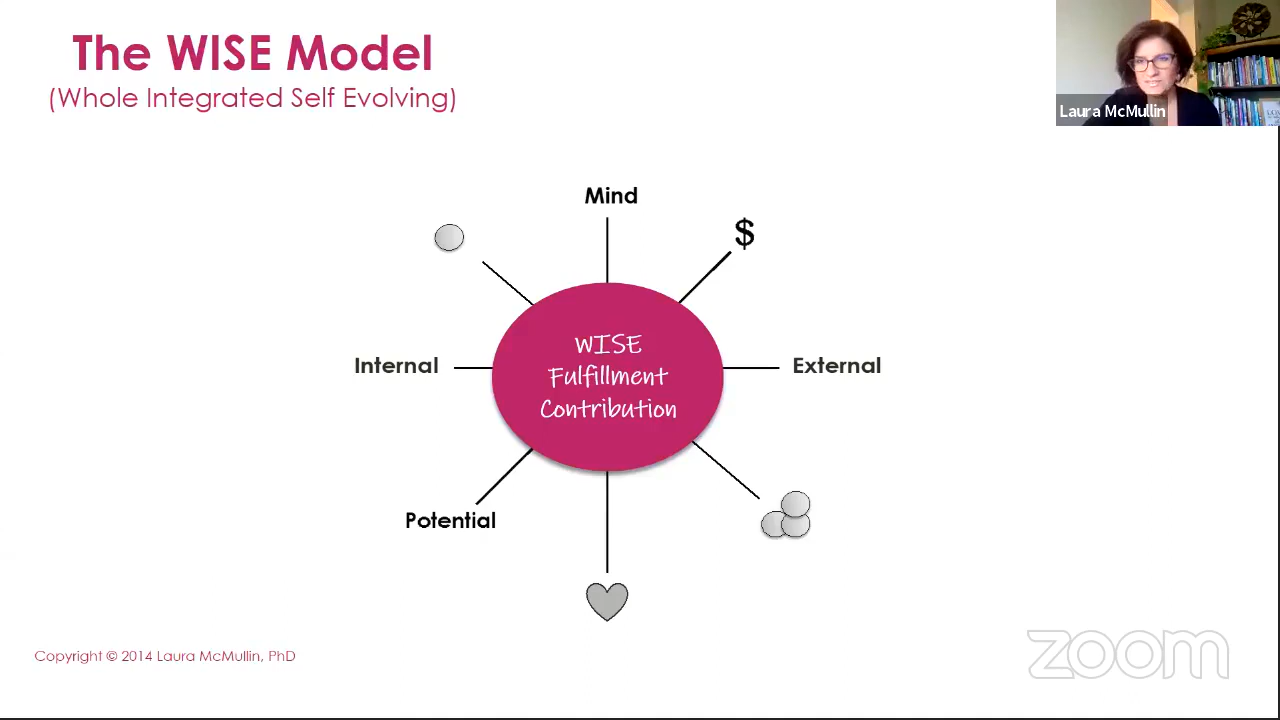 The WISE Model
(Whole Integrated Self Evolving)
Laura McMullin
Mind
$
Internal
WISE
Fulfillment
Contribution
External
Potential
Copyright © 2014 Laura McMullin, PhD
zoom